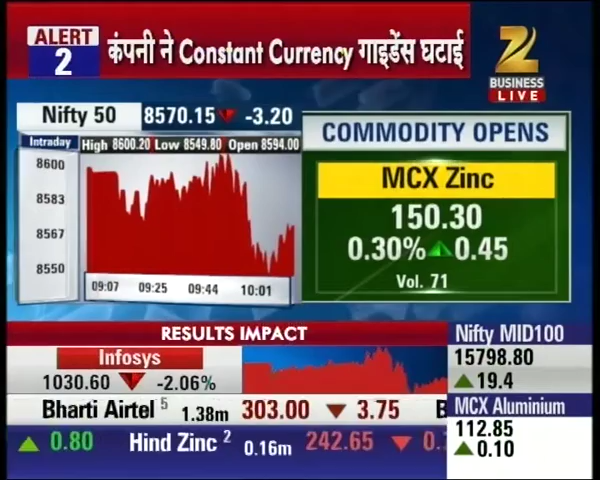 ALERT
2
कंपनी ने Constant Currency गाइडेंस घटाई
Z
BUSINESS
LIVE
Nifty 50 8570.15 -3.20
Intraday High 8600.20 Low 8549.80 Open 8594.00
8600
8583
8567
8550
09:07 09:25 09:44 10:01
COMMODITY OPENS
MCX Zinc
150.30
0.30% 0.45
Vol. 71
RESULTS IMPACT
Infosys
1030.60 -2.06%
Nifty MID100
15798.80
19.4
Bharti Airtel 5 1.38m 303.00 3.75 B
MCX Aluminium
112.85
0.10
0.80 Hind Zinc 2 0.16m 242.65